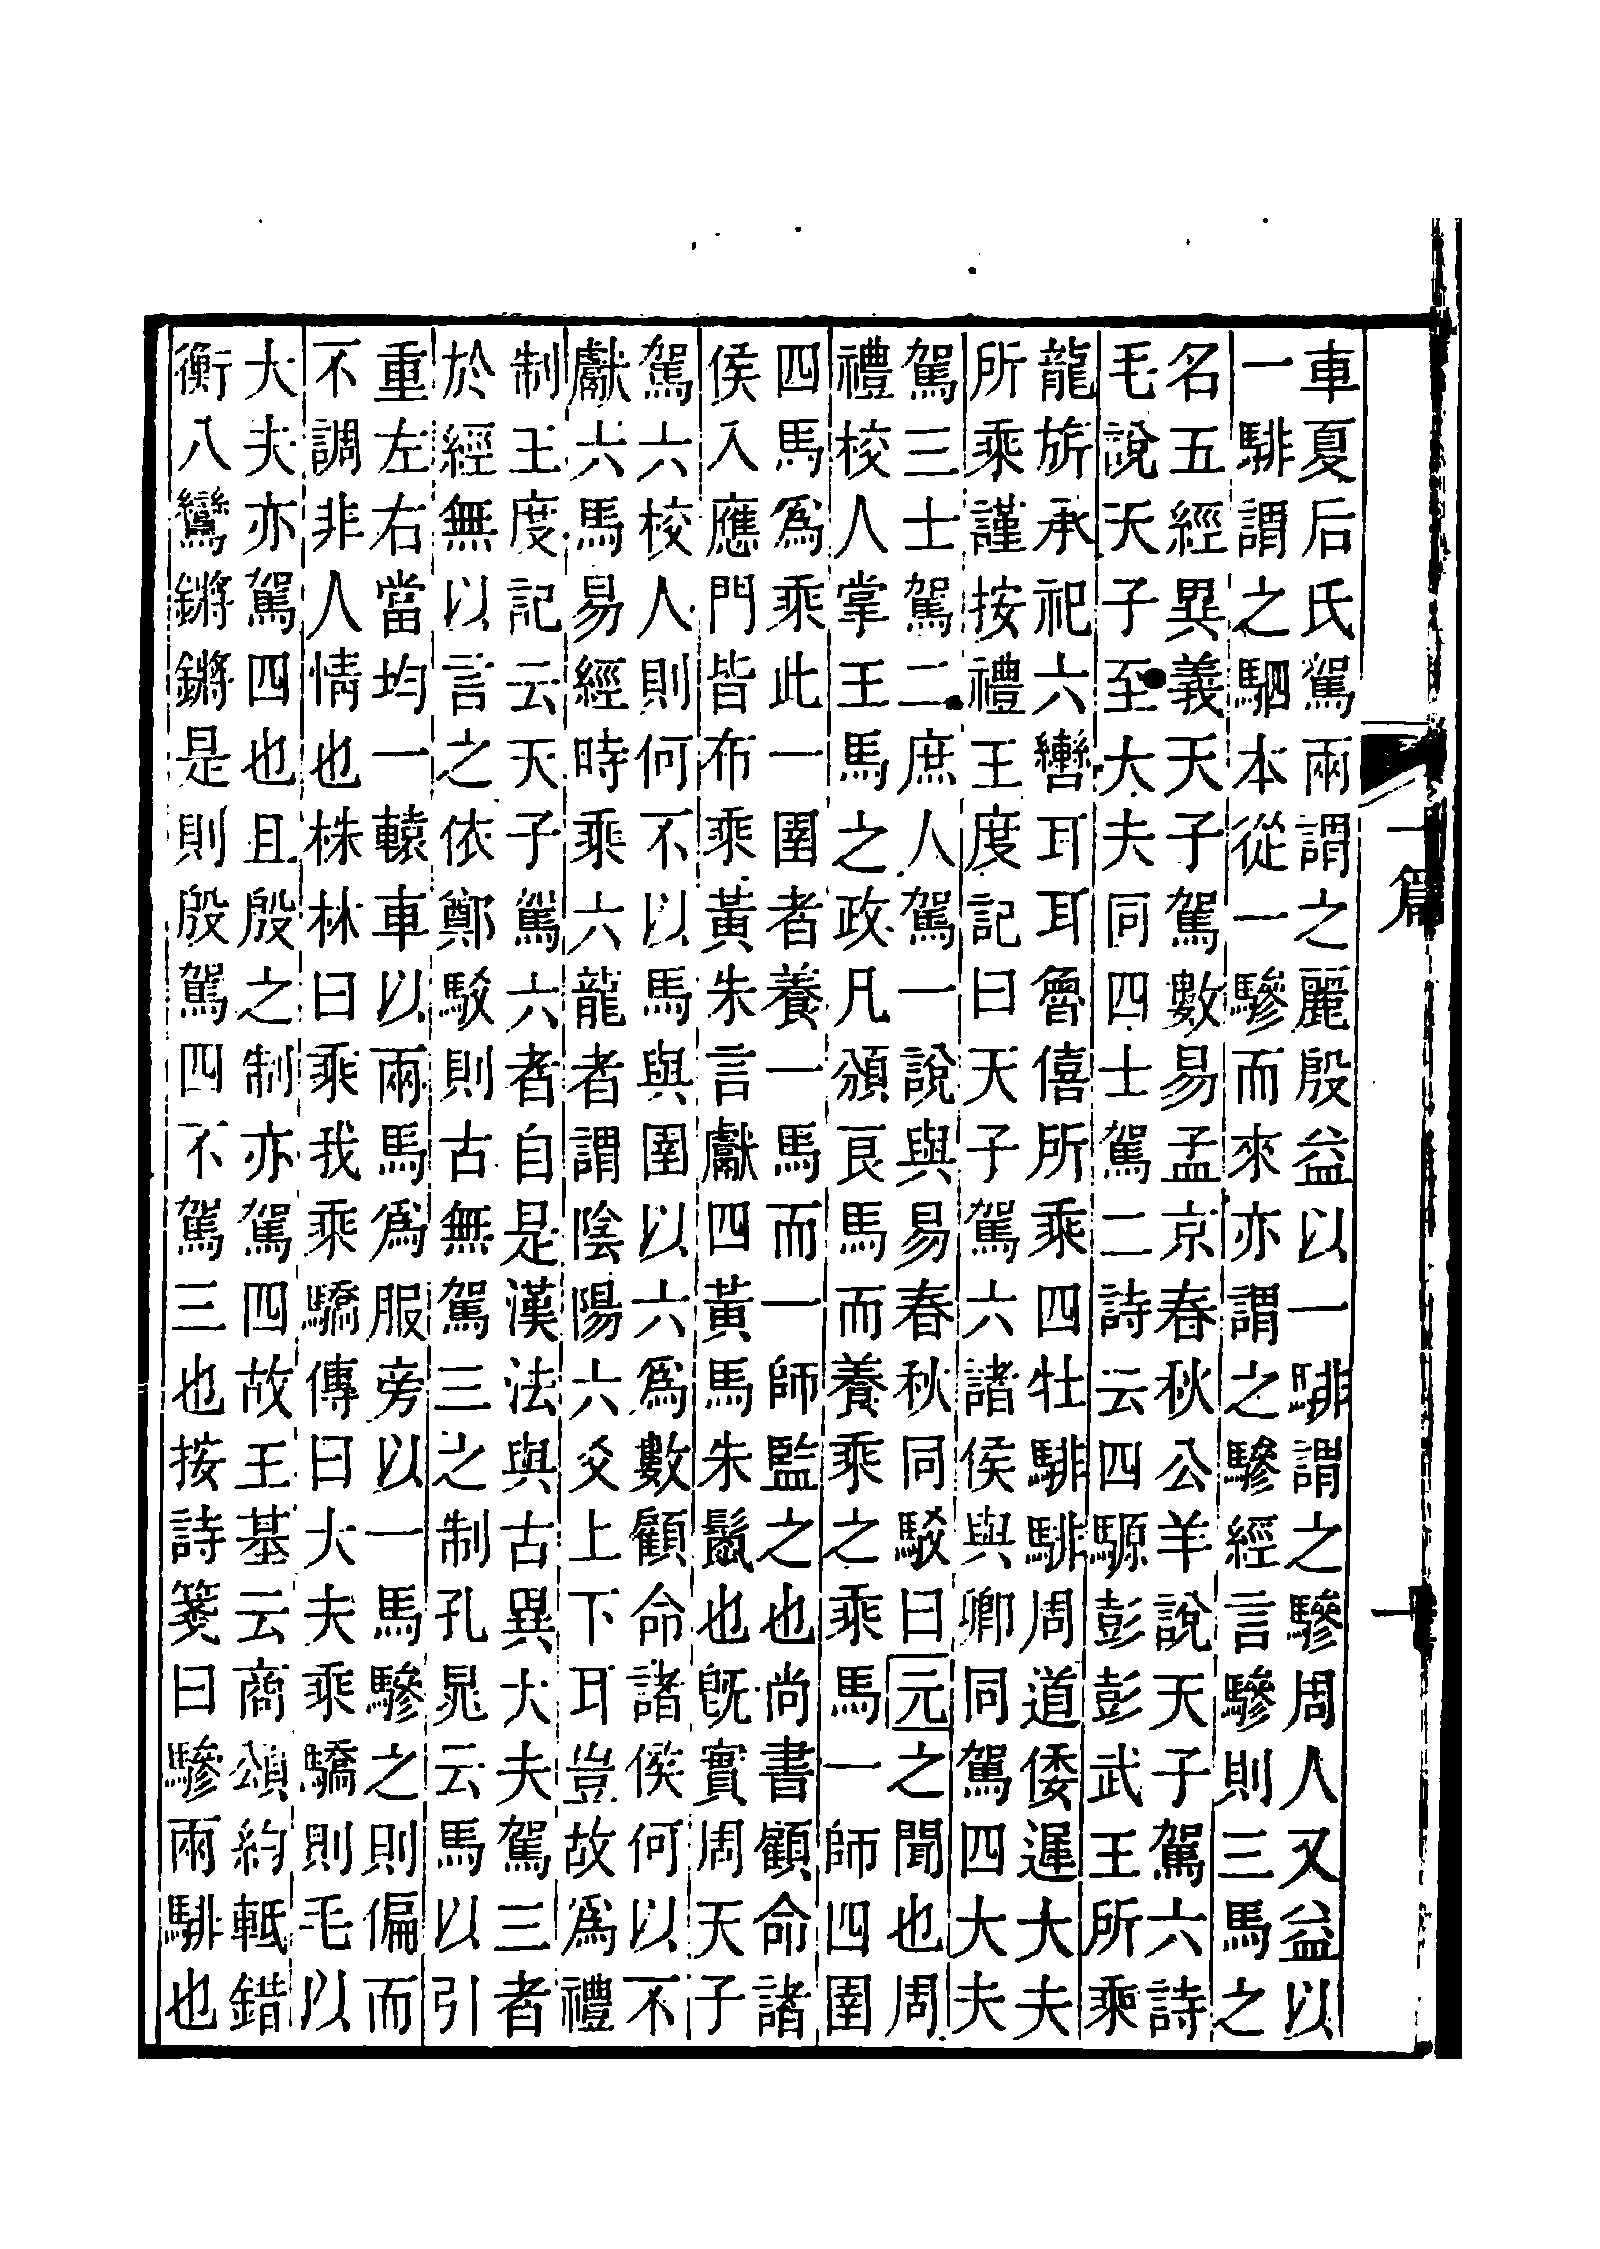 車夏后氏駕兩謂之麗殷益以一騑謂之驂周人又益以
一騑謂之駟本從一驂而來亦謂之驂經言驂則三馬之
名五經異義天子駕數易孟京春秋公羊說天子駕六詩
毛說天子至大夫同四士駕二詩云四騵彭彭武王所乘
龍旂承祀六轡耳耳魯僖所乘四牡騑騑周道倭遲大夫
所乘謹按禮王度記曰天子駕六諸侯與卿同駕四大夫
駕三士駕二庶人駕一說與易春秋同駁曰元之聞也周
禮校人掌王馬之政凡頒良馬而養乘之乘馬一師四圉
四馬爲乘此一圉者養一馬而一師監之也尚書顧命諸
侯入應門皆布乘黃朱言獻四黃馬朱鬣也旣實周天子
駕六校人則何不以馬與圉以六爲數顧命諸侯何以不
獻六馬易經時乘六龍者謂陰陽六爻上下耳豈故爲禮
制王度記云天子駕六者自是漢法與古異大夫駕三者
於經無以言之依鄭駁則古無駕三之制孔晁云馬以引
重左右當均一轅車以兩馬爲服旁以一馬驂之則偏而
不調非人情也株林曰乘我乘驕傳曰大夫乘驕則毛以
大夫亦駕四也且殷之制亦駕四故王基云商頌約軧錯
衡八鸞鏘鏘是則殷駕四不駕三也按詩箋曰驂兩騑也
一篇
十